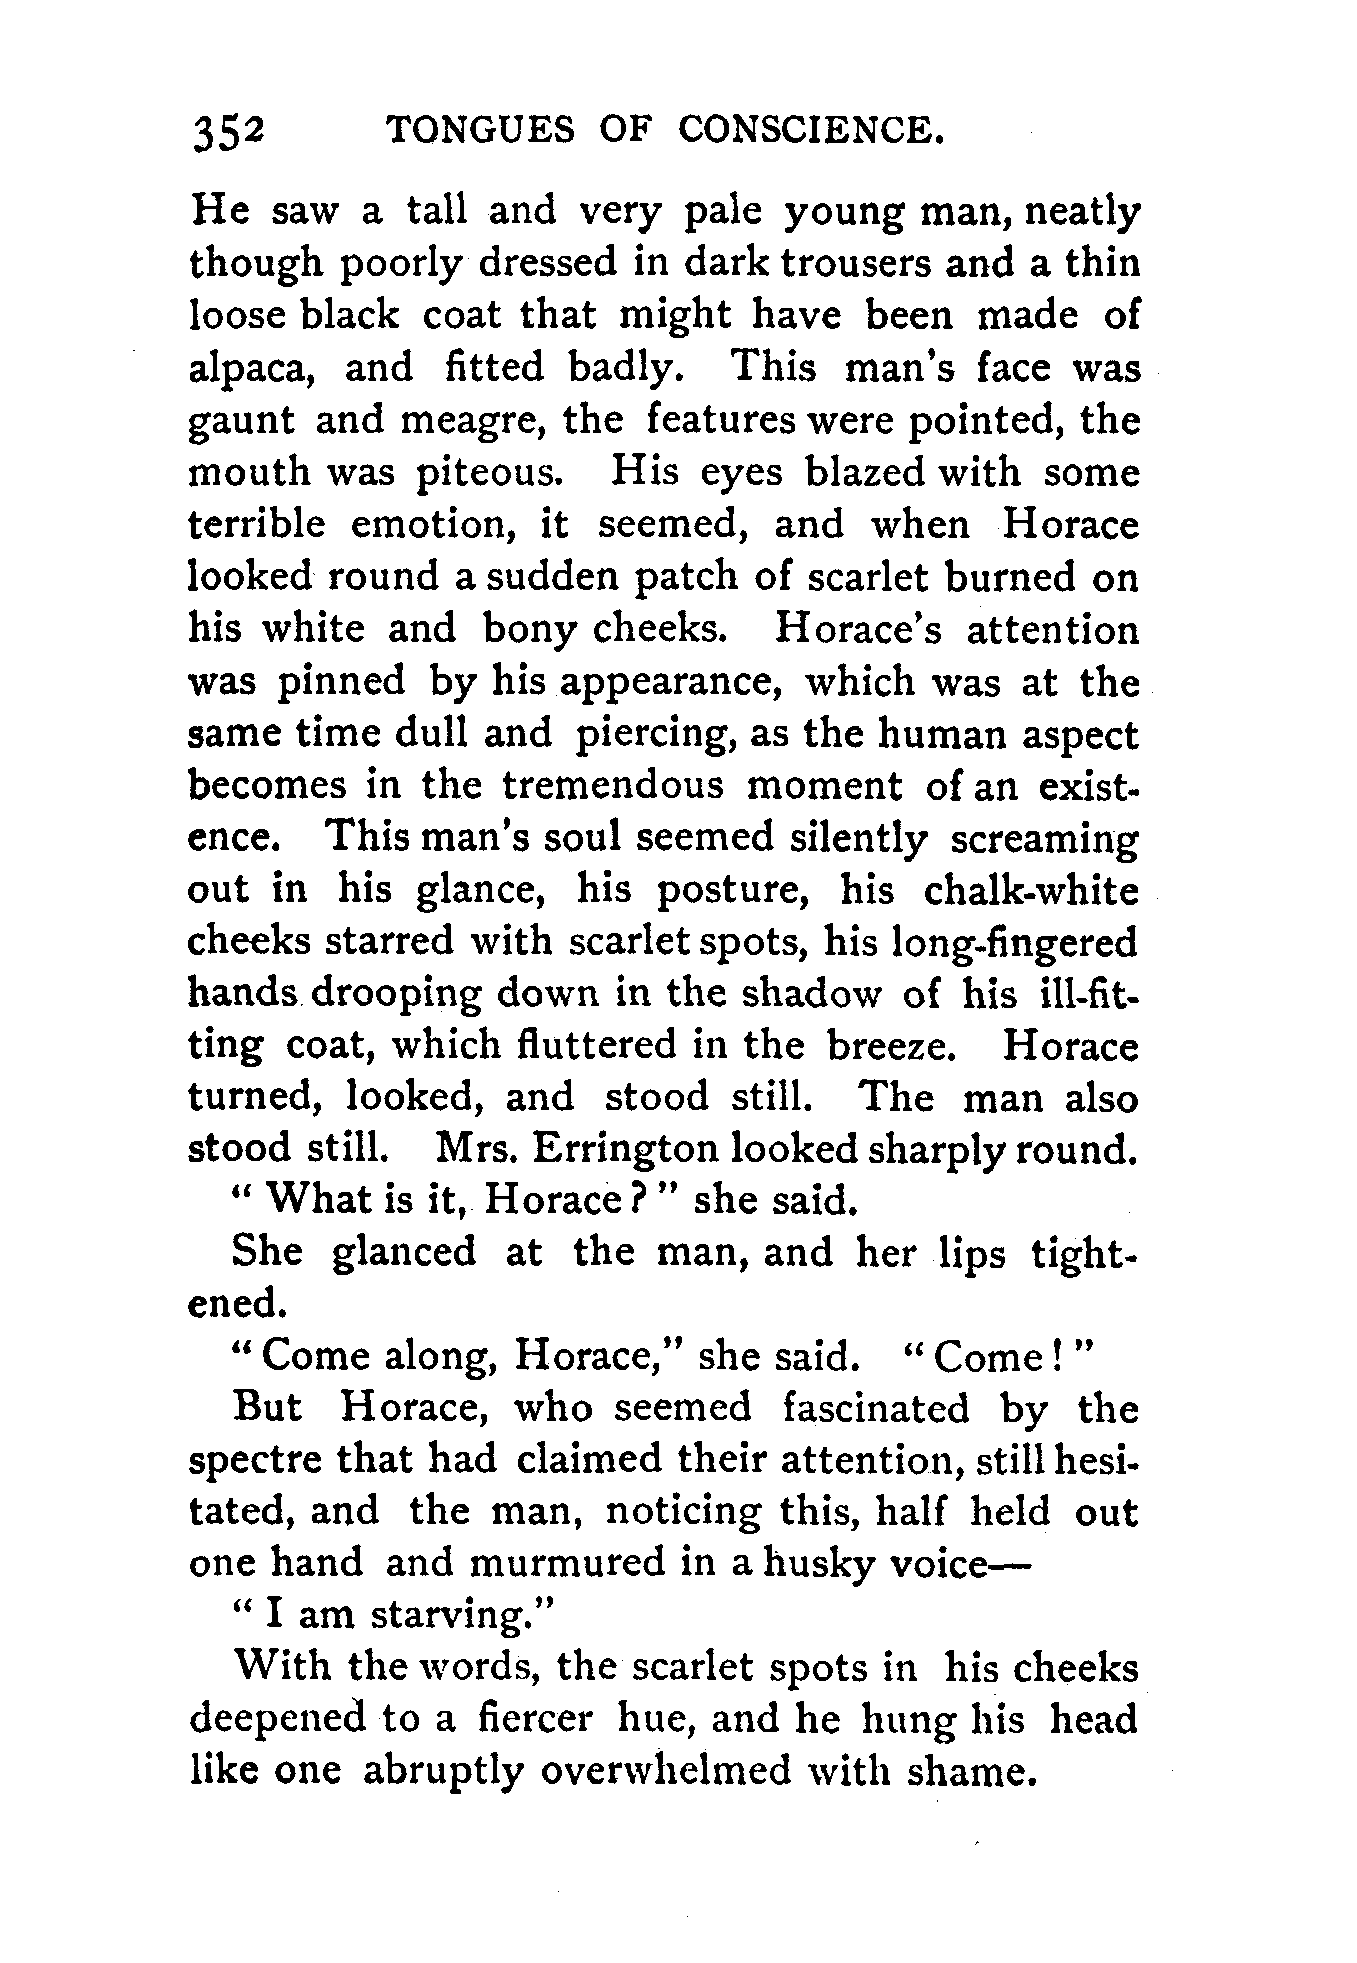 352 TONGUES OF CONSCIENCE.
He saw a tall and very pale young man, neatly
though poorly dressed in dark trousers and a thin
loose black coat that might have been made of
alpaca, and fitted badly. This man's face was
gaunt and meagre, the features were pointed, the
mouth was piteous. His eyes blazed with some
terrible emotion, it seemed, and when Horace
looked round a sudden patch of scarlet burned on
his white and bony cheeks. Horace's attention
was pinned by his appearance, which was at the
same time dull and piercing, as the human aspect
becomes in the tremendous moment of an exist-
ence. This man's soul seemed silently screaming
out in his glance, his posture, his chalk-white
cheeks starred with scarlet spots, his long-fingered
hands drooping down in the shadow of his ill-fit-
ting coat, which fluttered in the breeze. Horace
turned, looked, and stood still. The man also
stood still. Mrs. Errington looked sharply round.
" What is it, Horace ? " she said.
She glanced at the man, and her lips tight-
ened.
" Come along, Horace," she said. " Come ! "
But Horace, who seemed fascinated by the
spectre that had claimed their attention, still hesi-
tated, and the man, noticing this, half held out
one hand and murmured in a husky voice—
" I am starving."
With the words, the scarlet spots in his cheeks
deepened to a fiercer hue, and he hung his head
like one abruptly overwhelmed with shame.